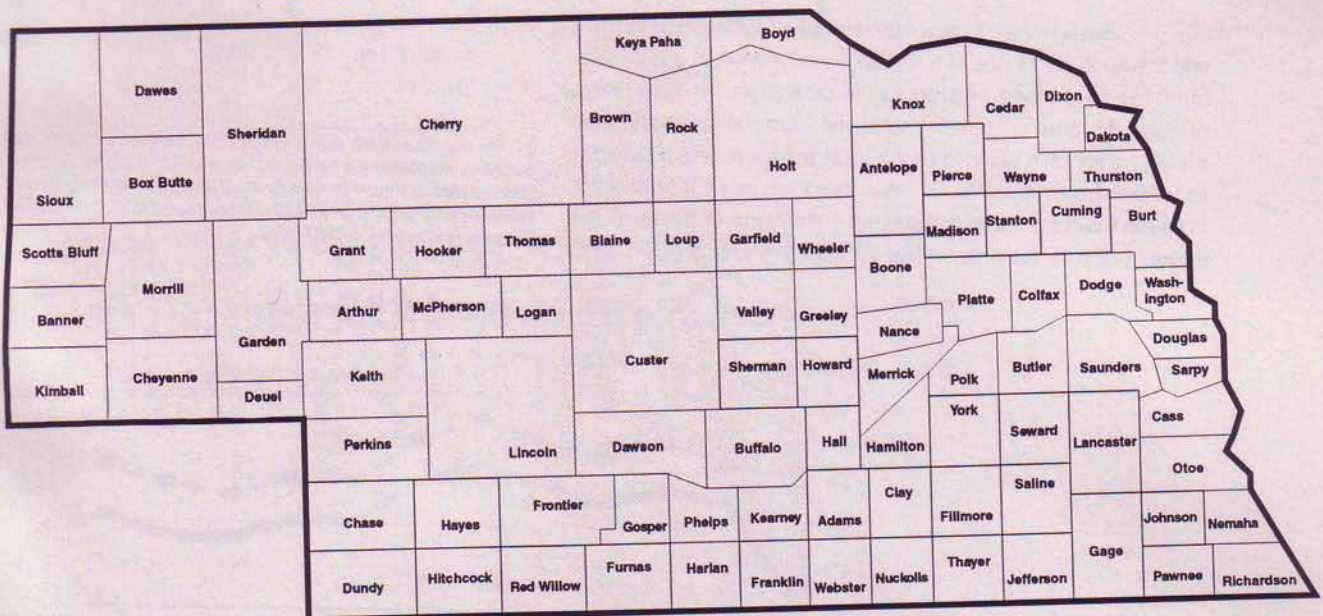 Keya Paha
Boyd
Dawes
Sheridan
Cherry
Brown
Rock
Knox
Cedar
Dixon
Dakota
Box Butte
Holt
Antelope
Pierce
Wayne
Thurston
Sioux
Scotts Bluff
Grant
Hooker
Thomas
Blaine
Loup
Garfield
Wheeler
Madison
Stanton
Cuming
Burt
Boone
Morrill
Banner
Garden
Arthur
McPherson
Logan
Valley
Greeley
Nance
Platte
Colfax
Dodge
Wash-
ington
Douglas
Kimball
Cheyenne
Deuel
Keith
Custer
Sherman
Howard
Merrick
Polk
Butler
Saunders
Sarpy
Perkins
Lincoln
Dawson
Buffalo
Hall
Hamilton
York
Seward
Lancaster
Cass
Otoe
Chase
Hayes
Frontier
Gosper
Phelps
Kearney
Adams
Clay
Fillmore
Saline
Johnson
Nemaha
Dundy
Hitchcock
Red Willow
Furnas
Harlan
Franklin
Webster
Nuckolls
Thayer
Jefferson
Gage
Pawnee
Richardson